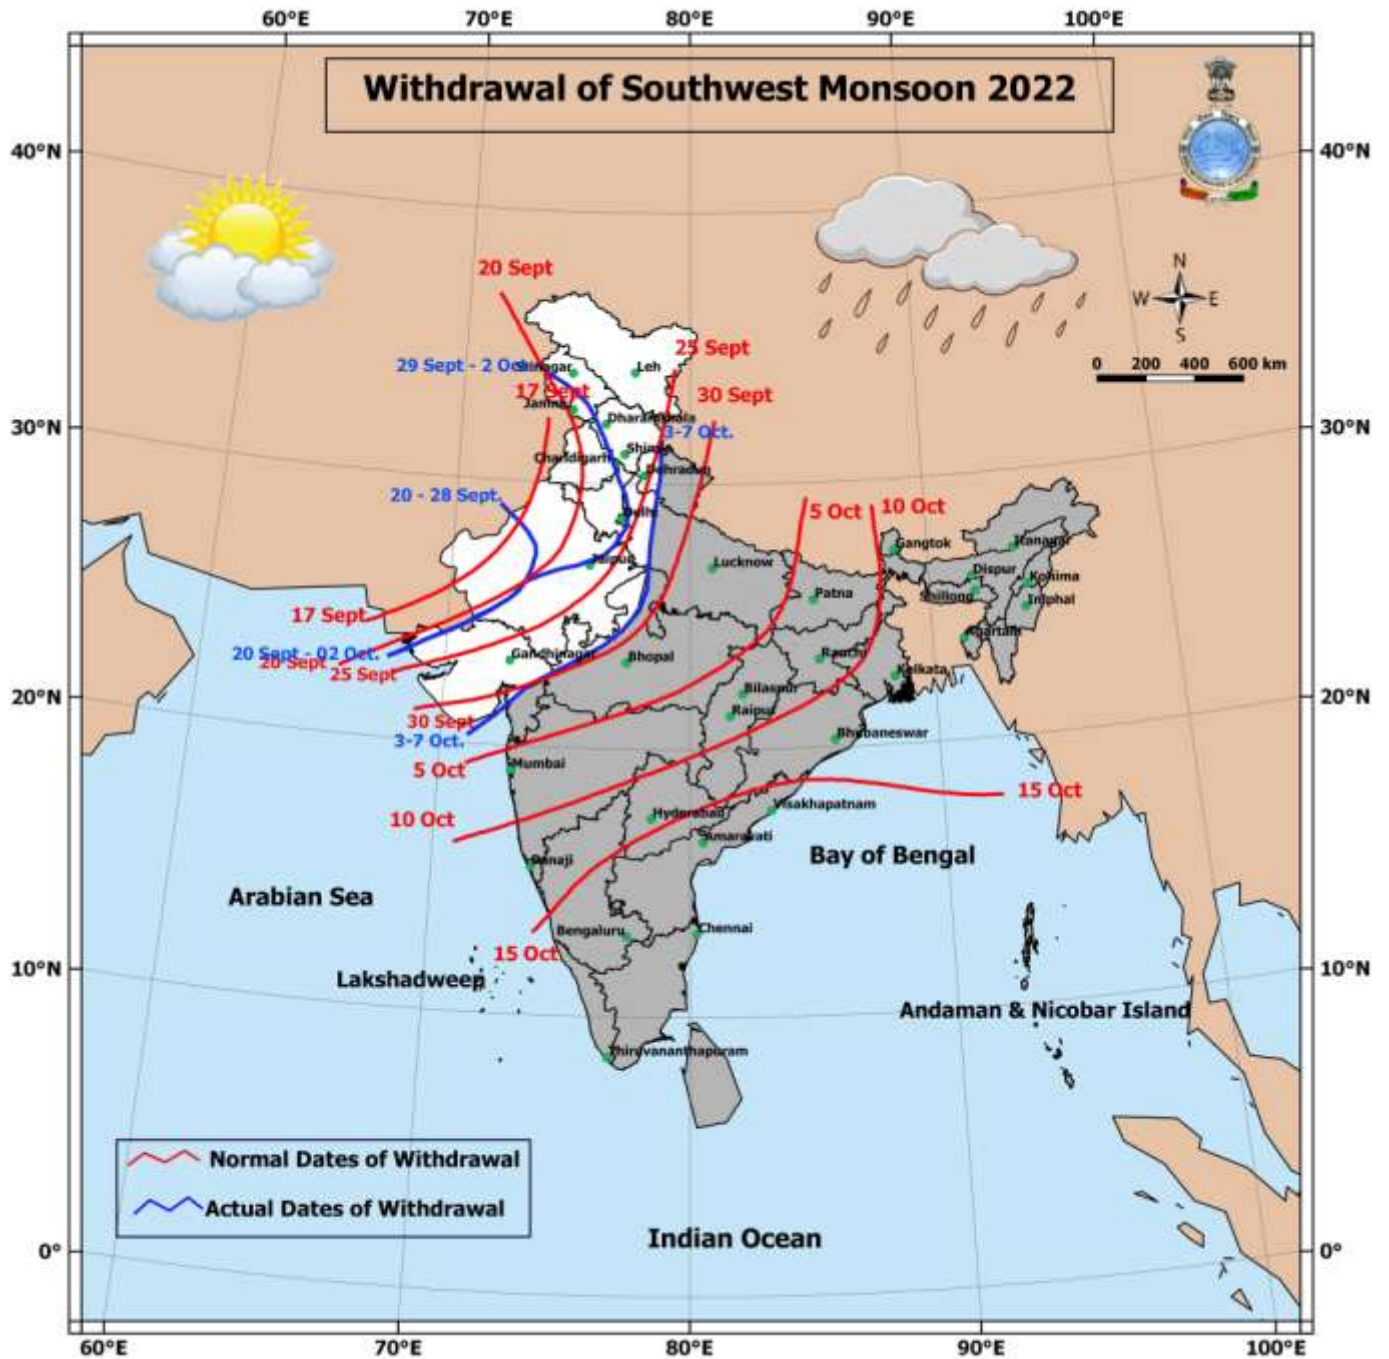 60°E 70°E 80°E 90°E 100°E
Withdrawal of Southwest Monsoon 2022
40°N 40°N
20 Sept
N
W E
S
25 Sept
29 Sept - 2 Oct
Srinagar
Leh
0 200 400 600 km
17 Sept
30 Sept
Jammu
Dharamshala
30°N 30°N
3-7 Oct.
Shimla
Chandigarh
Dehradun
20 - 28 Sept.
5 Oct
10 Oct
Delhi
Gangtok
Itanagar
Jaipur
Lucknow
Dispur
Kohima
Patna
Shillong
Imphal
17 Sept
Agartala
20 Sept - 02 Oct.
20 Sept
25 Sept
Gandhinagar
Bhopal
Ranchi
Kolkata
20°N 20°N
Bilaspur
Raipur
30 Sept
3-7 Oct.
Bhubaneswar
5 Oct
Mumbai
15 Oct
10 Oct
Hyderabad
Visakhapatnam
Amaravati
Panaji
Bay of Bengal
Arabian Sea
Bengaluru
Chennai
15 Oct
10°N 10°N
Lakshadweep
Andaman & Nicobar Island
Thiruvananthapuram
Normal Dates of Withdrawal
Actual Dates of Withdrawal
Indian Ocean
0° 0°
60°E 70°E 80°E 90°E 100°E